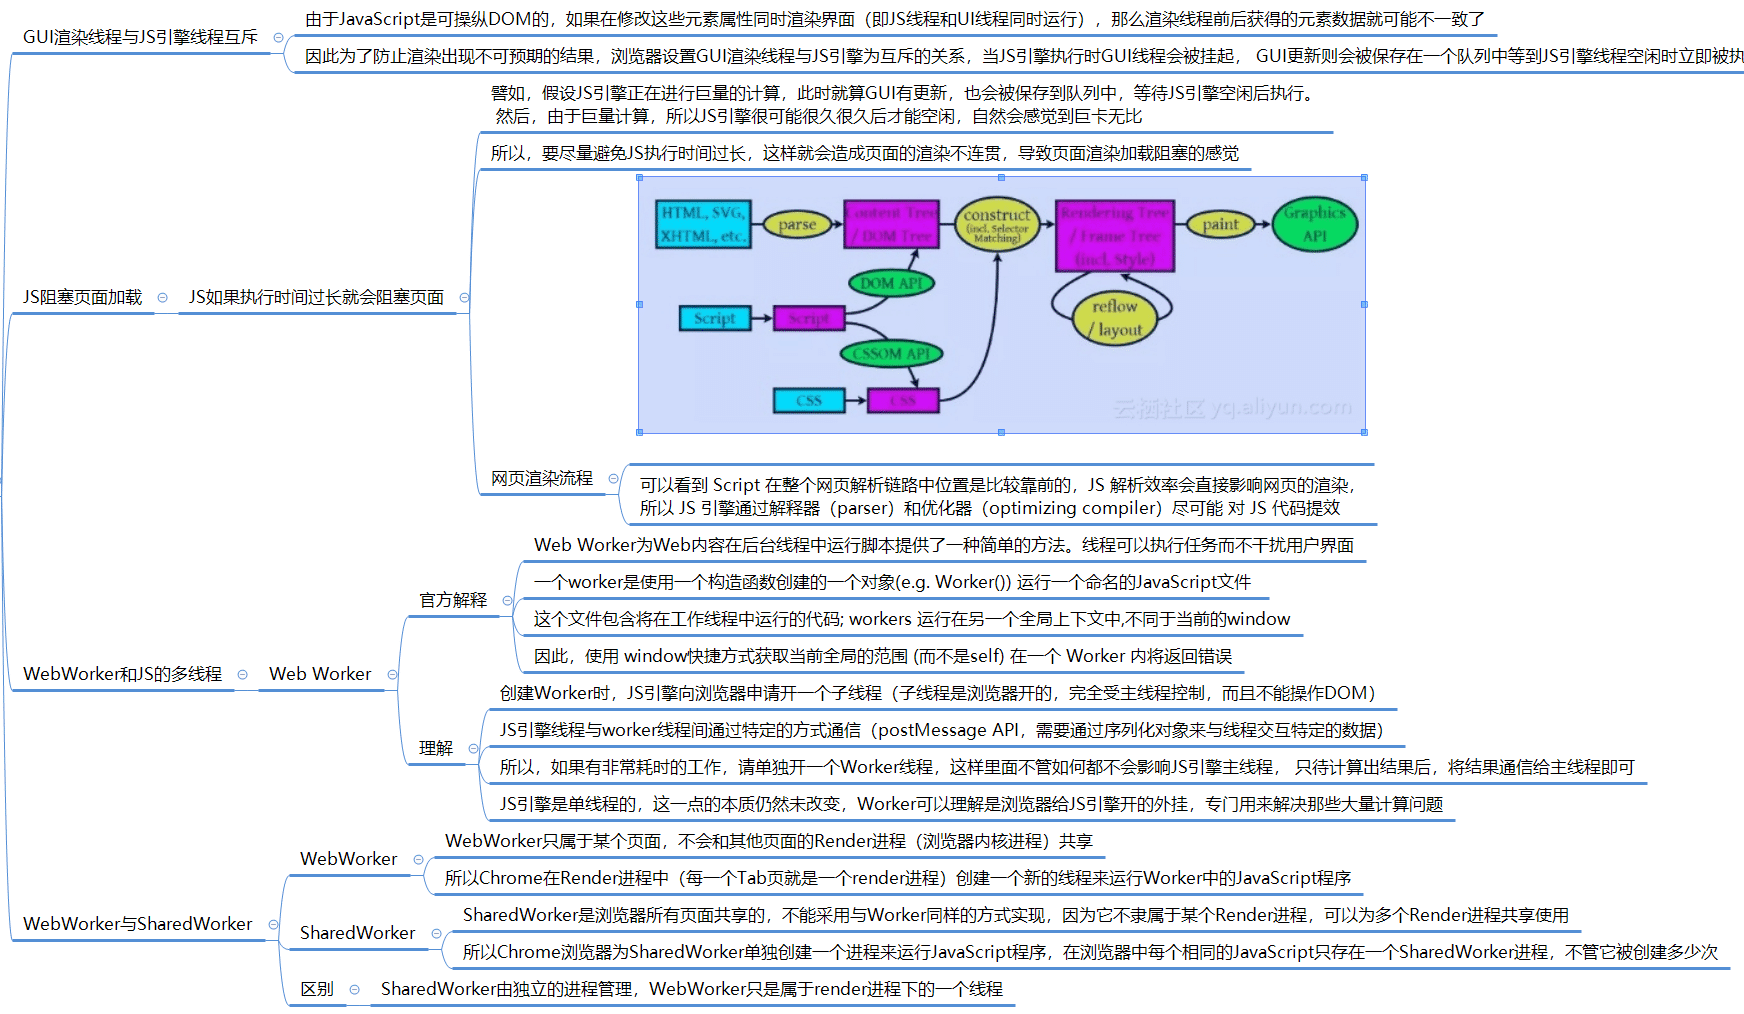 GUI渲染线程与JS引擎线程互斥
由于JavaScript是可操纵DOM的，如果在修改这些元素属性同时渲染界面（即JS线程和UI线程同时运行），那么渲染线程前后获得的元素数据就可能不一致了
因此为了防止渲染出现不可预期的结果，浏览器设置GUI渲染线程与JS引擎为互斥的关系，当JS引擎执行时GUI线程会被挂起， GUI更新则会被保存在一个队列中等到JS引擎线程空闲时立即被执
JS阻塞页面加载
JS如果执行时间过长就会阻塞页面
譬如，假设JS引擎正在进行巨量的计算，此时就算GUI有更新，也会被保存到队列中，等待JS引擎空闲后执行。
然后，由于巨量计算，所以JS引擎很可能很久很久后才能空闲，自然会感觉到巨卡无比
所以，要尽量避免JS执行时间过长，这样就会造成页面的渲染不连贯，导致页面渲染加载阻塞的感觉
HTML, SVG,
XHTML, etc.
parse
Content Tree
/ DOM Tree
construct
(incl. Selector
Matching)
Rendering Tree
/ Frame Tree
(incl. Style)
paint
Graphics
API
DOM API
reflow
/ layout
Script
Script
CSSOM API
CSS
CSS
云栖社区 yq.aliyun.com
网页渲染流程
可以看到 Script 在整个网页解析链路中位置是比较靠前的，JS 解析效率会直接影响网页的渲染，
所以 JS 引擎通过解释器（parser）和优化器（optimizing compiler）尽可能 对 JS 代码提效
WebWorker和JS的多线程
Web Worker
官方解释
Web Worker为Web内容在后台线程中运行脚本提供了一种简单的方法。线程可以执行任务而不干扰用户界面
一个worker是使用一个构造函数创建的一个对象(e.g. Worker()) 运行一个命名的JavaScript文件
这个文件包含将在工作线程中运行的代码; workers 运行在另一个全局上下文中,不同于当前的window
因此，使用 window快捷方式获取当前全局的范围 (而不是self) 在一个 Worker 内将返回错误
理解
创建Worker时，JS引擎向浏览器申请开一个子线程（子线程是浏览器开的，完全受主线程控制，而且不能操作DOM）
JS引擎线程与worker线程间通过特定的方式通信（postMessage API，需要通过序列化对象来与线程交互特定的数据）
所以，如果有非常耗时的工作，请单独开一个Worker线程，这样里面不管如何都不会影响JS引擎主线程， 只待计算出结果后，将结果通信给主线程即可
JS引擎是单线程的，这一点的本质仍然未改变，Worker可以理解是浏览器给JS引擎开的外挂，专门用来解决那些大量计算问题
WebWorker与SharedWorker
WebWorker
WebWorker只属于某个页面，不会和其他页面的Render进程（浏览器内核进程）共享
所以Chrome在Render进程中（每一个Tab页就是一个render进程）创建一个新的线程来运行Worker中的JavaScript程序
SharedWorker
SharedWorker是浏览器所有页面共享的，不能采用与Worker同样的方式实现，因为它不隶属于某个Render进程，可以为多个Render进程共享使用
所以Chrome浏览器为SharedWorker单独创建一个进程来运行JavaScript程序，在浏览器中每个相同的JavaScript只存在一个SharedWorker进程，不管它被创建多少次
区别
SharedWorker由独立的进程管理，WebWorker只是属于render进程下的一个线程